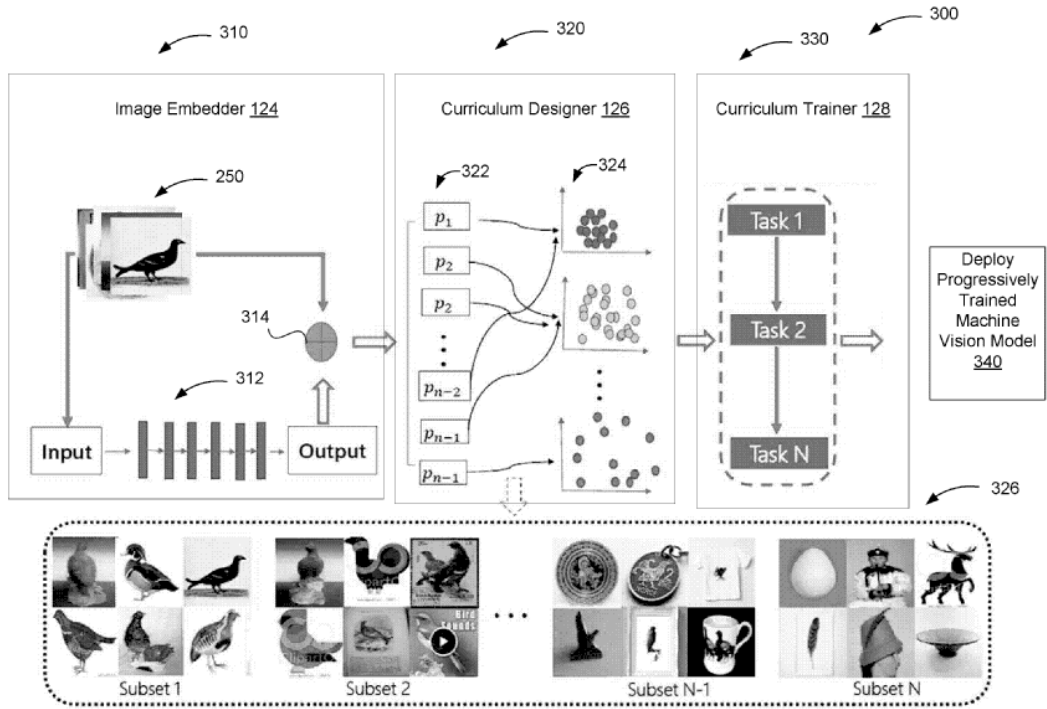 300
310
320
330
Image Embedder 124
Curriculum Designer 126
Curriculum Trainer 128
250
322
324
p1
p2
p2
pn-2
pn-1
pn-1
314
312
Input
Output
Task 1
Task 2
Task N
Deploy
Progressively
Trained
Machine
Vision Model
340
326
Bird
Sounds
Subset 1
Subset 2
Subset N-1
Subset N